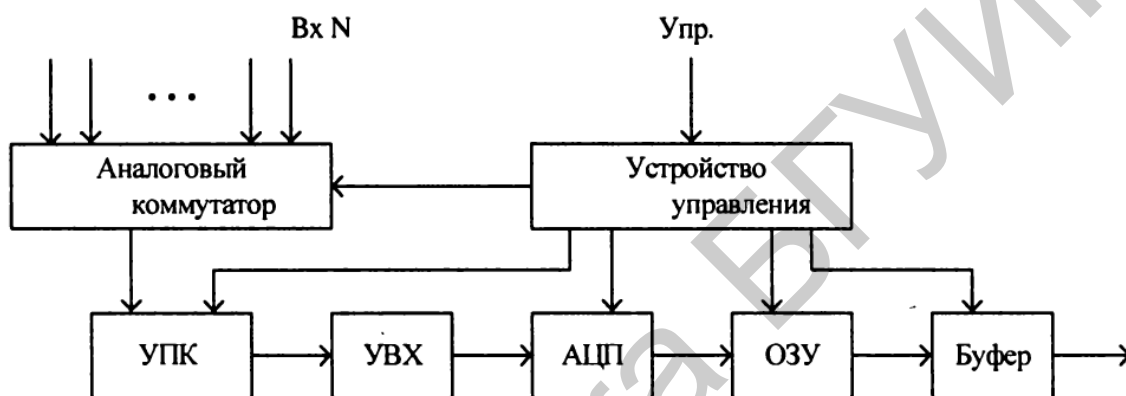 Вх N
Упр.
Аналоговый
коммутатор
Устройство
управления
УПК
УВХ
АЦП
ОЗУ
Буфер